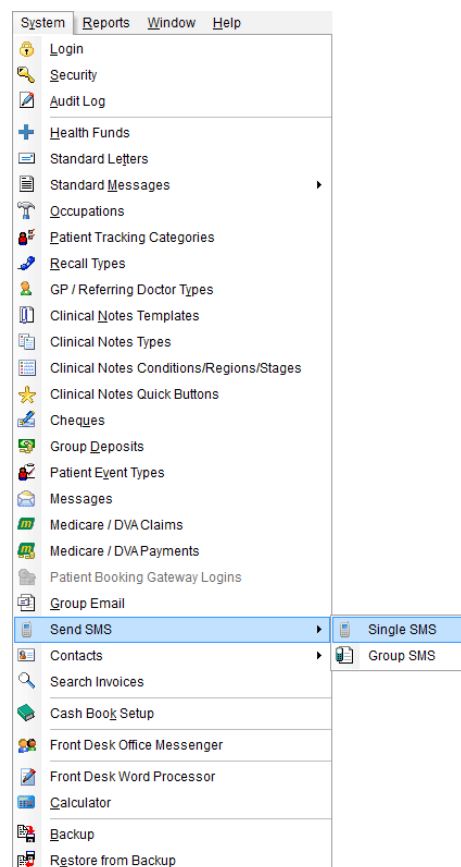 System Reports Window Help
Login
Security
Audit Log
Health Funds
Standard Letters
Standard Messages
Occupations
Patient Tracking Categories
Recall Types
GP / Referring Doctor Types
Clinical Notes Templates
Clinical Notes Types
Clinical Notes Conditions/Regions/Stages
Clinical Notes Quick Buttons
Cheques
Group Deposits
Patient Event Types
Messages
Medicare / DVA Claims
Medicare / DVA Payments
Patient Booking Gateway Logins
Group Email
Send SMS Single SMS
Contacts Group SMS
Search Invoices
Cash Book Setup
Front Desk Office Messenger
Front Desk Word Processor
Calculator
Backup
Restore from Backup